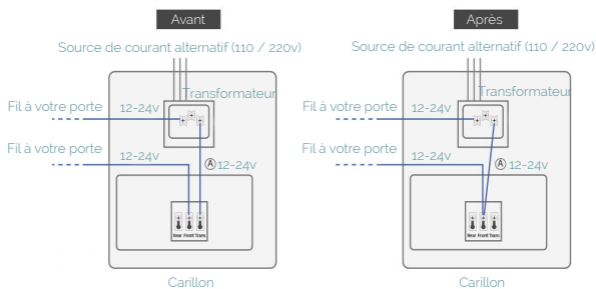 Avant
Source de courant alternatif (110 / 220v)
Transformateur
Fil à votre porte
12-24v
Fil à votre porte
12-24v
A 12-24v
Rear Front Trans
Carillon
Après
Source de courant alternatif (110 / 220v)
Transformateur
Fil à votre porte
12-24v
Fil à votre porte
12-24v
A 12-24v
Rear Front Trans
Carillon